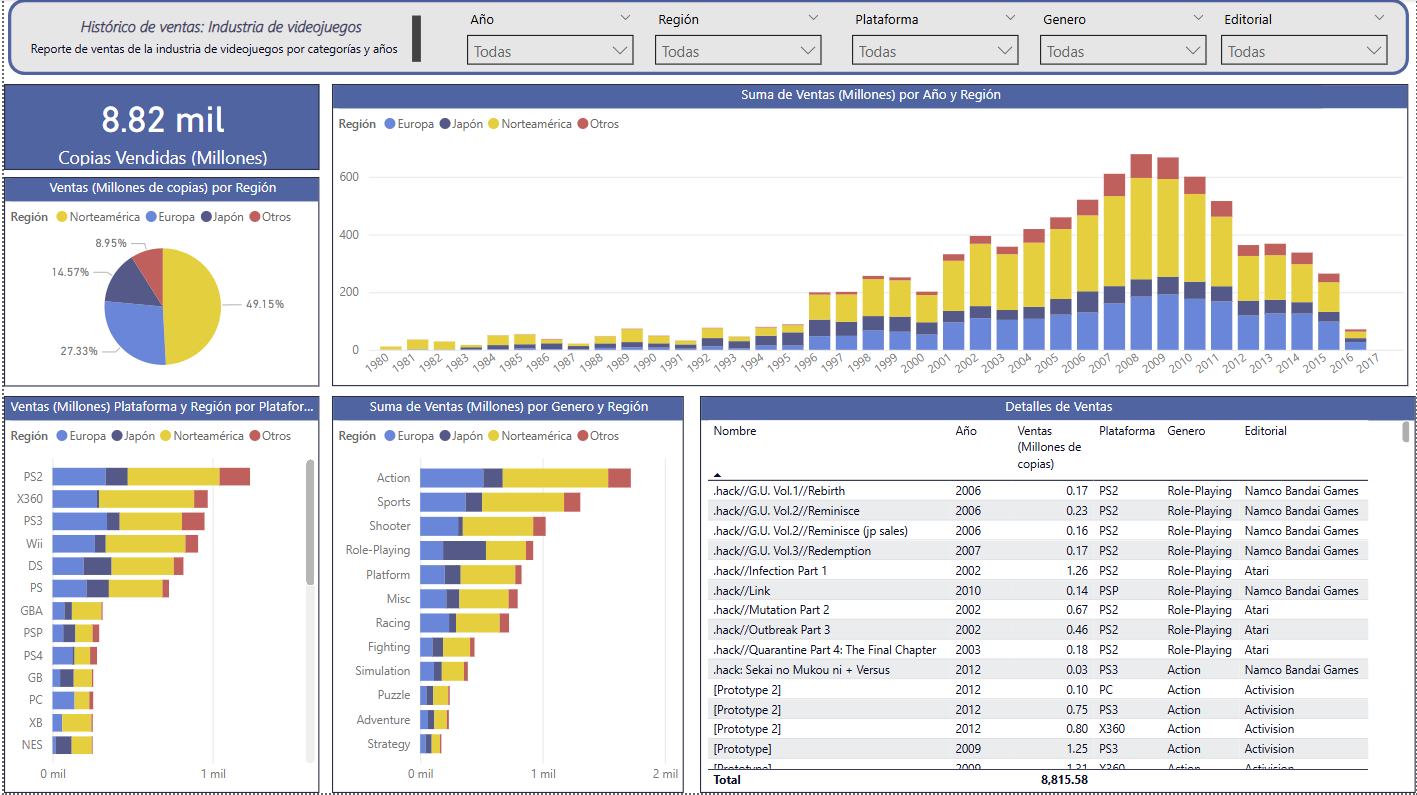 Histórico de ventas: Industria de videojuegos
Reporte de ventas de la industria de videojuegos por categorías y años
Año
Todas
Región
Todas
Plataforma
Todas
Genero
Todas
Editorial
Todas
8.82 mil
Copias Vendidas (Millones)
Ventas (Millones de copias) por Región
Región Norteamérica Europa Japón Otros
8.95%
14.57%
49.15%
27.33%
Suma de Ventas (Millones) por Año y Región
Región Europa Japón Norteamérica Otros
600
400
200
0
1980 1981 1982 1983 1984 1985 1986 1987 1988 1989 1990 1991 1992 1993 1994 1995 1996 1997 1998 1999 2000 2001 2002 2003 2004 2005 2006 2007 2008 2009 2010 2011 2012 2013 2014 2015 2016 2017
Ventas (Millones) Plataforma y Región por Platafor...
Región Europa Japón Norteamérica Otros
PS2
X360
PS3
Wii
DS
PS
GBA
PSP
PS4
GB
PC
XB
NES
0 mil 1 mil
Suma de Ventas (Millones) por Genero y Región
Región Europa Japón Norteamérica Otros
Action
Sports
Shooter
Role-Playing
Platform
Misc
Racing
Fighting
Simulation
Puzzle
Adventure
Strategy
0 mil 1 mil 2 mil
Detalles de Ventas
Nombre Año Ventas (Millones de copias) Plataforma Genero Editorial
.hack//G.U. Vol.1//Rebirth 2006 0.17 PS2 Role-Playing Namco Bandai Games
.hack//G.U. Vol.2//Reminisce 2006 0.23 PS2 Role-Playing Namco Bandai Games
.hack//G.U. Vol.2//Reminisce (jp sales) 2006 0.16 PS2 Role-Playing Namco Bandai Games
.hack//G.U. Vol.3//Redemption 2007 0.17 PS2 Role-Playing Namco Bandai Games
.hack//Infection Part 1 2002 1.26 PS2 Role-Playing Atari
.hack//Link 2010 0.14 PSP Role-Playing Namco Bandai Games
.hack//Mutation Part 2 2002 0.67 PS2 Role-Playing Atari
.hack//Outbreak Part 3 2002 0.46 PS2 Role-Playing Atari
.hack//Quarantine Part 4: The Final Chapter 2003 0.18 PS2 Role-Playing Atari
.hack: Sekai no Mukou ni + Versus 2012 0.03 PS3 Action Namco Bandai Games
[Prototype 2] 2012 0.10 PC Action Activision
[Prototype 2] 2012 0.75 PS3 Action Activision
[Prototype 2] 2012 0.80 X360 Action Activision
[Prototype] 2009 1.25 PS3 Action Activision
[Prototype] 2009 1.31 X360 Action Activision
Total 8,815.58